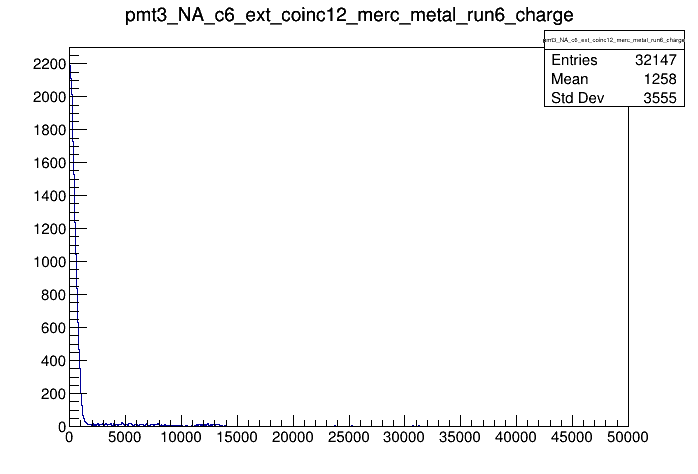 pmt3_NA_c6_ext_coinc12_merc_metal_run6_charge
pmt3_NA_c6_ext_coinc12_merc_metal_run6_charge
Entries 32147
Mean 1258
Std Dev 3555
2200
2000
1800
1600
1400
1200
1000
800
600
400
200
0
0 5000 10000 15000 20000 25000 30000 35000 40000 45000 50000